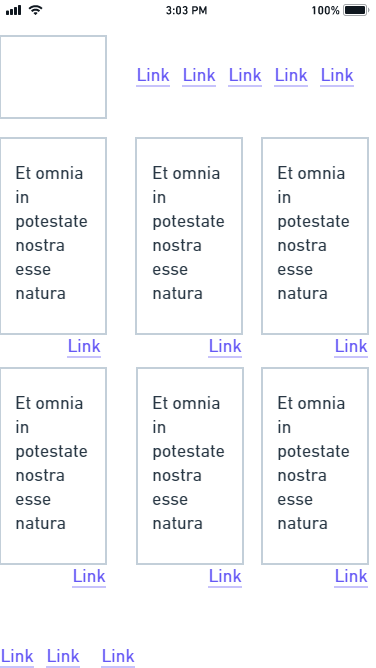 3:03 PM 100%
Link Link Link Link Link
Et omnia
in
potestate
nostra
esse
natura
Et omnia
in
potestate
nostra
esse
natura
Et omnia
in
potestate
nostra
esse
natura
Link Link Link
Et omnia
in
potestate
nostra
esse
natura
Et omnia
in
potestate
nostra
esse
natura
Et omnia
in
potestate
nostra
esse
natura
Link Link Link
Link Link Link